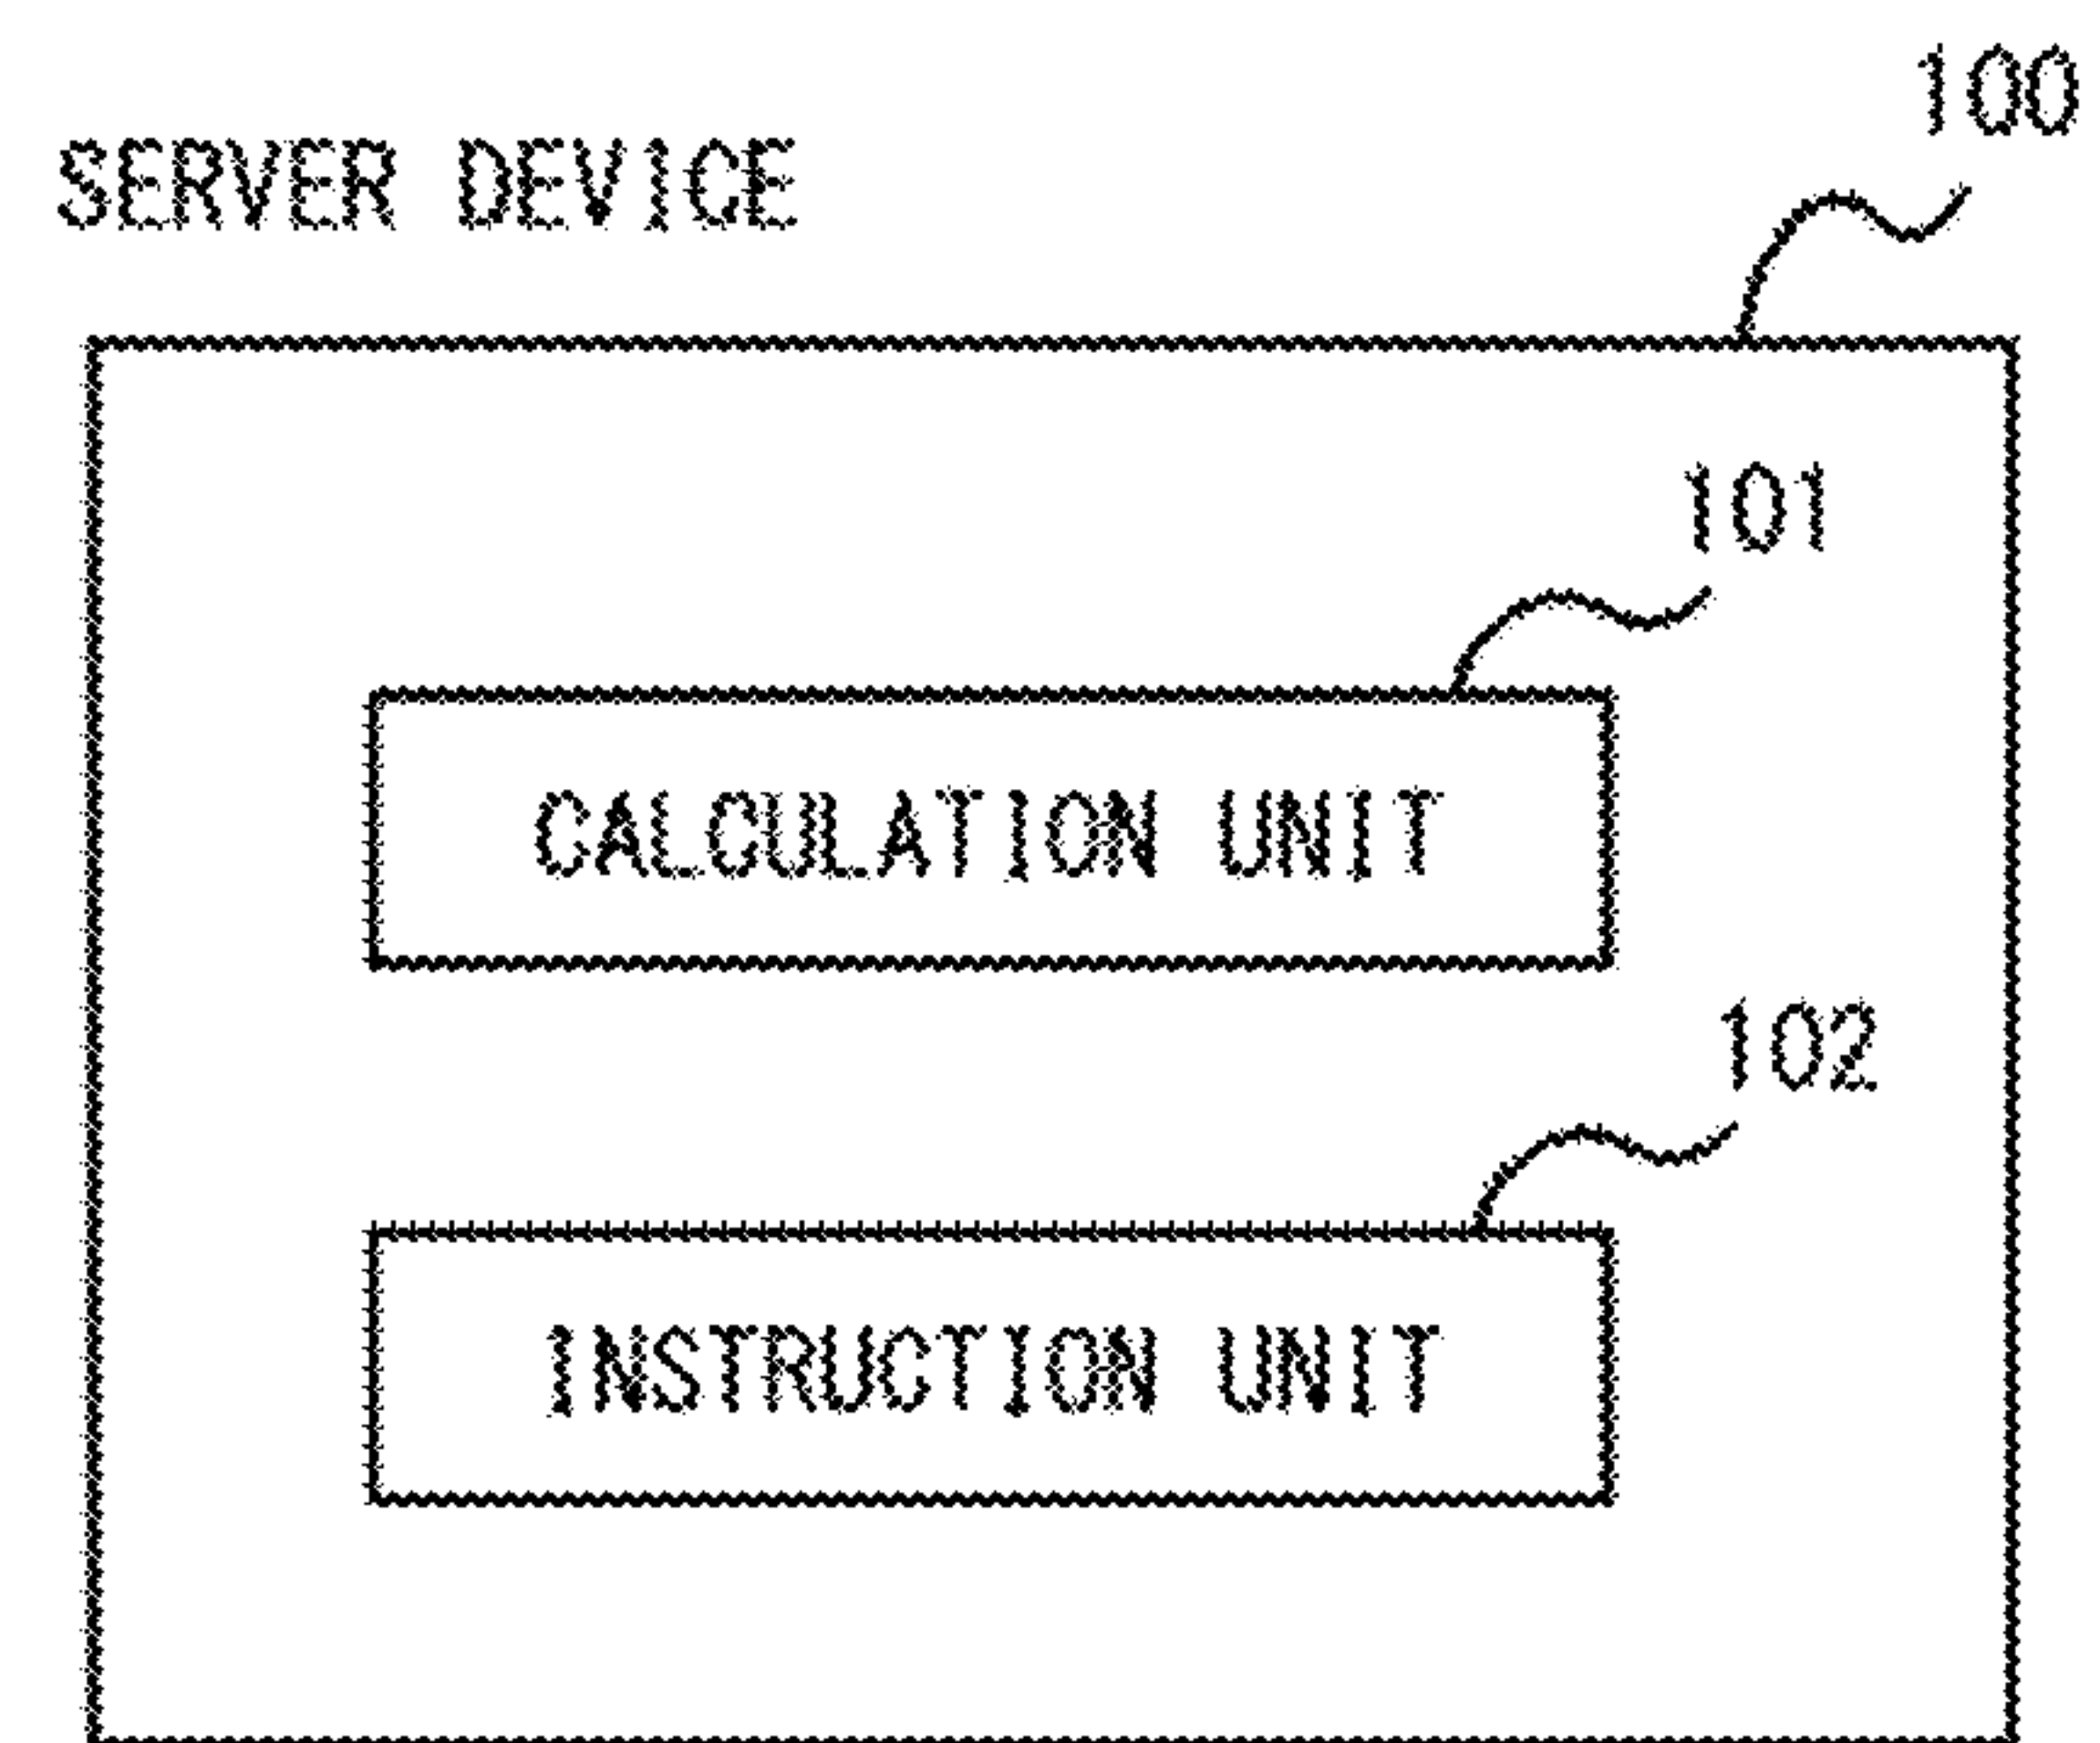 100
SERVER DEVICE
101
CALCULATION UNIT
102
INSTRUCTION UNIT